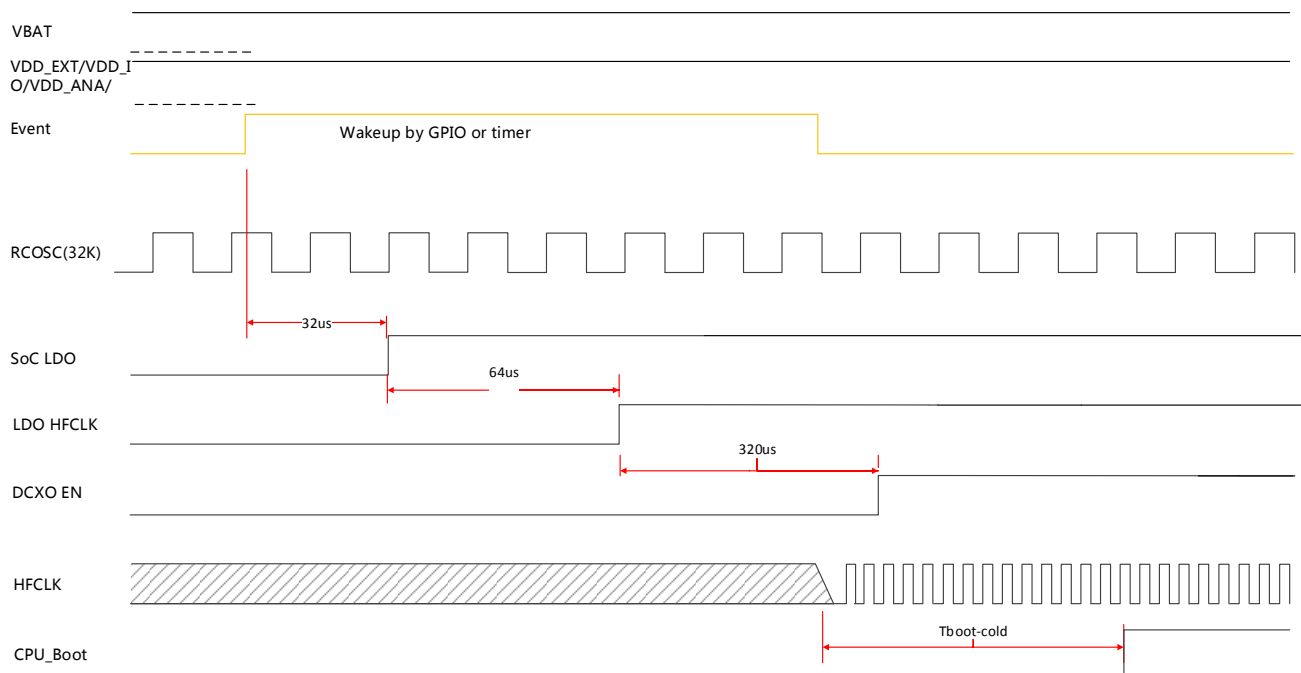 VBAT
VDD_EXT/VDD_I
O/VDD_ANA/
Event
Wakeup by GPIO or timer
RCOSC(32K)
32us
SoC LDO
64us
LDO HFCLK
320us
DCXO EN
HFCLK
Tboot-cold
CPU_Boot